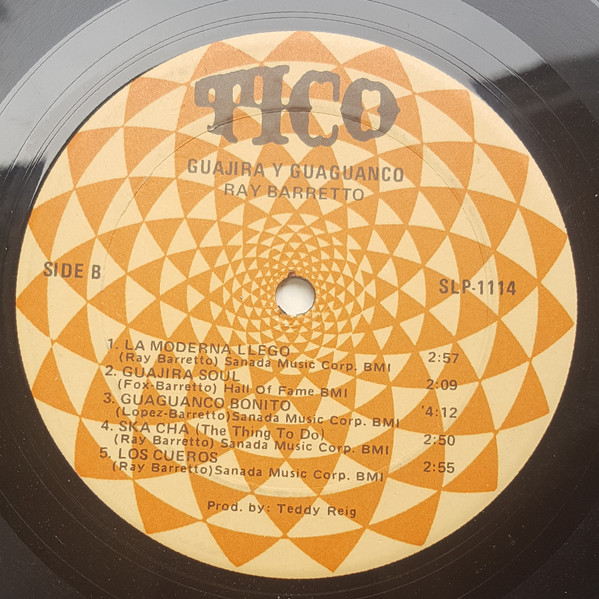 TICO
GUAJIRA Y GUAGUANCO
RAY BARRETTO
SIDE B
SLP-1114
1. LA MODERNA LLEGO
(Ray Barretto) Sanada Music Corp. BMI 2:57
2. GUAJIRA SOUL
(Fox-Barretto) Hall Of Fame BMI 2:09
3. GUAGUANCO BONITO
(Lopez-Barretto)Sanada Music Corp. BMI '4:12
4. SKA CHA (The Thing To Do)
(Ray Barretto) Sanada Music Corp. BMI 2:50
5. LOS CUEROS
(Ray Barretto)Sanada Music Corp. BMI 2:55
Prod. by: Teddy Reig